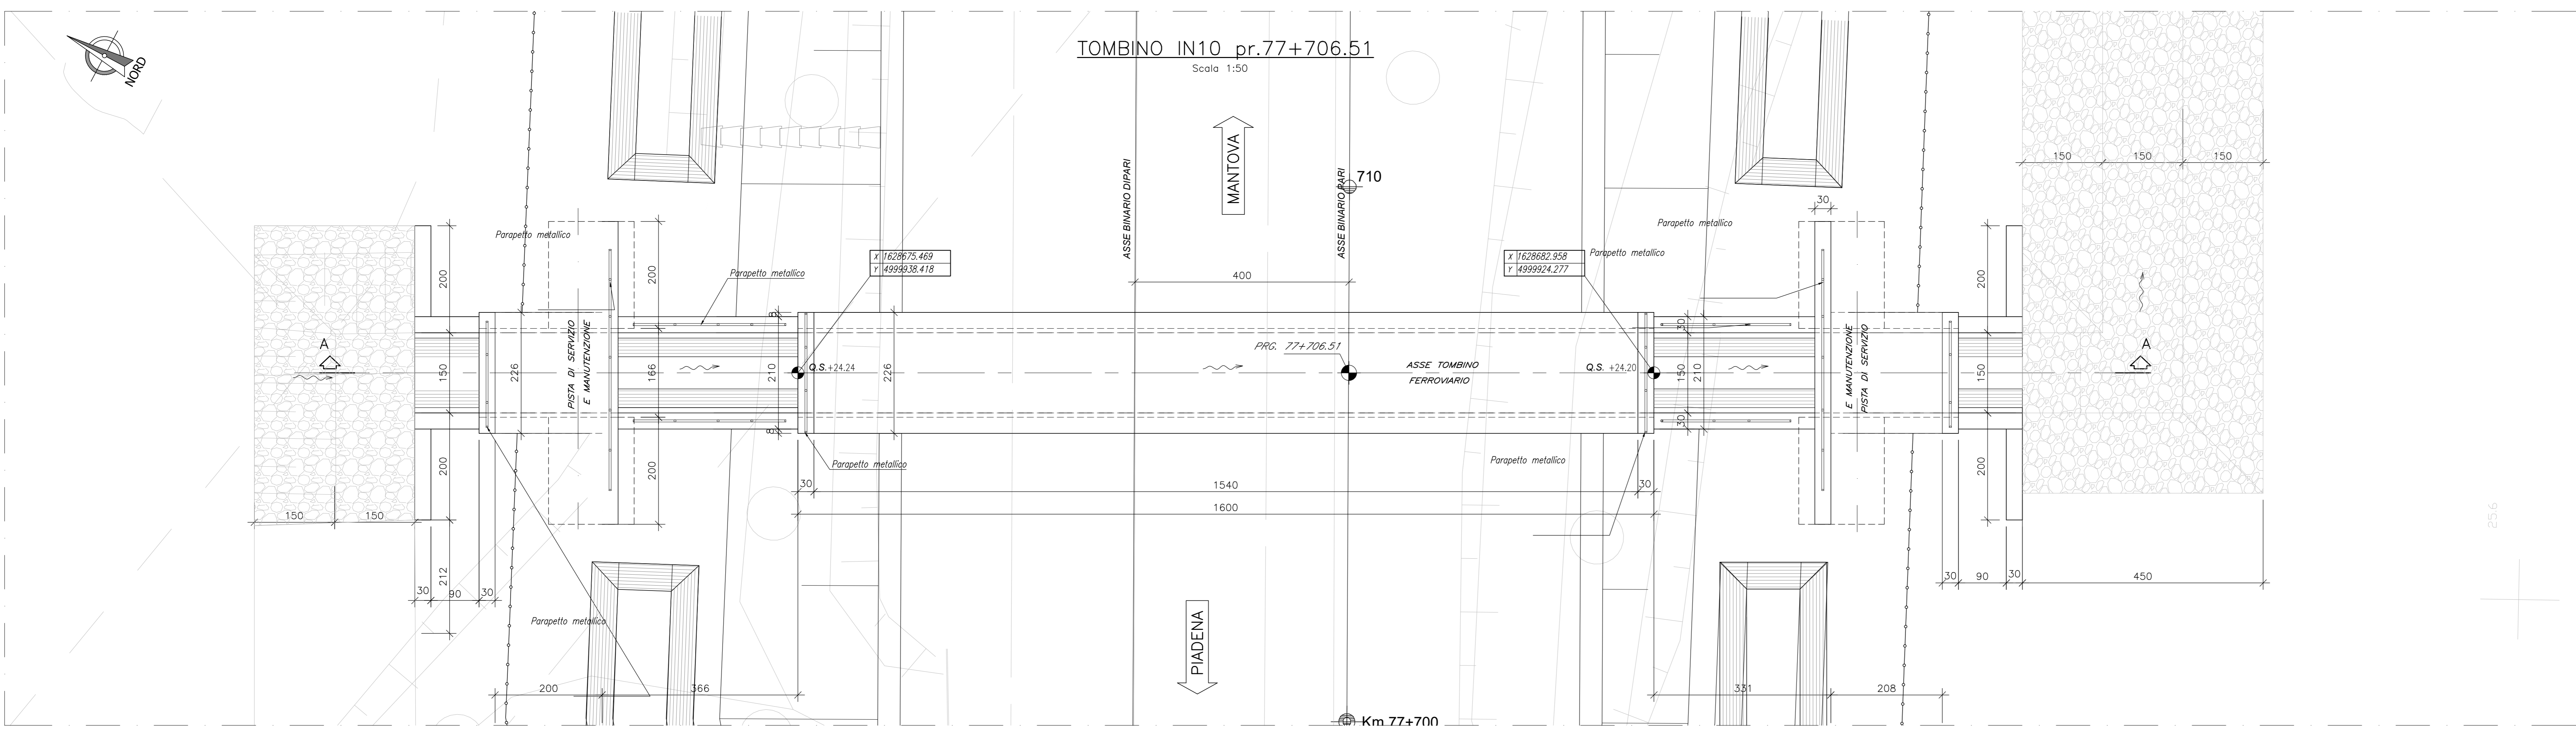 TOMBINO IN10 pr.77+706.51
Scala 1:50
NORD
MANTOVA
ASSE BINARIO DIPARI
ASSE BINARIO PARI
710
400
X 1628675.469
Y 4999938.418
X 1628682.958
Y 4999924.277
Parapetto metallico
Parapetto metallico
Parapetto metallico
Parapetto metallico
150
150
150
30
200
200
200
200
8
30
A
150
226
PISTA DI SERVIZIO
E MANUTENZIONE
166
210
Q.S.+24.24
226
PRG. 77+706.51
ASSE TOMBINO
FERROVIARIO
Q.S. +24,20
150
210
E MANUTENZIONE
PISTA DI SERVIZIO
150
A
8
30
200
200
200
Parapetto metallico
Parapetto metallico
150
150
30
1540
30
1600
212
30
90
30
30
90
30
450
25.6
Parapetto metallico
PIADENA
200
366
331
208
Km 77+700